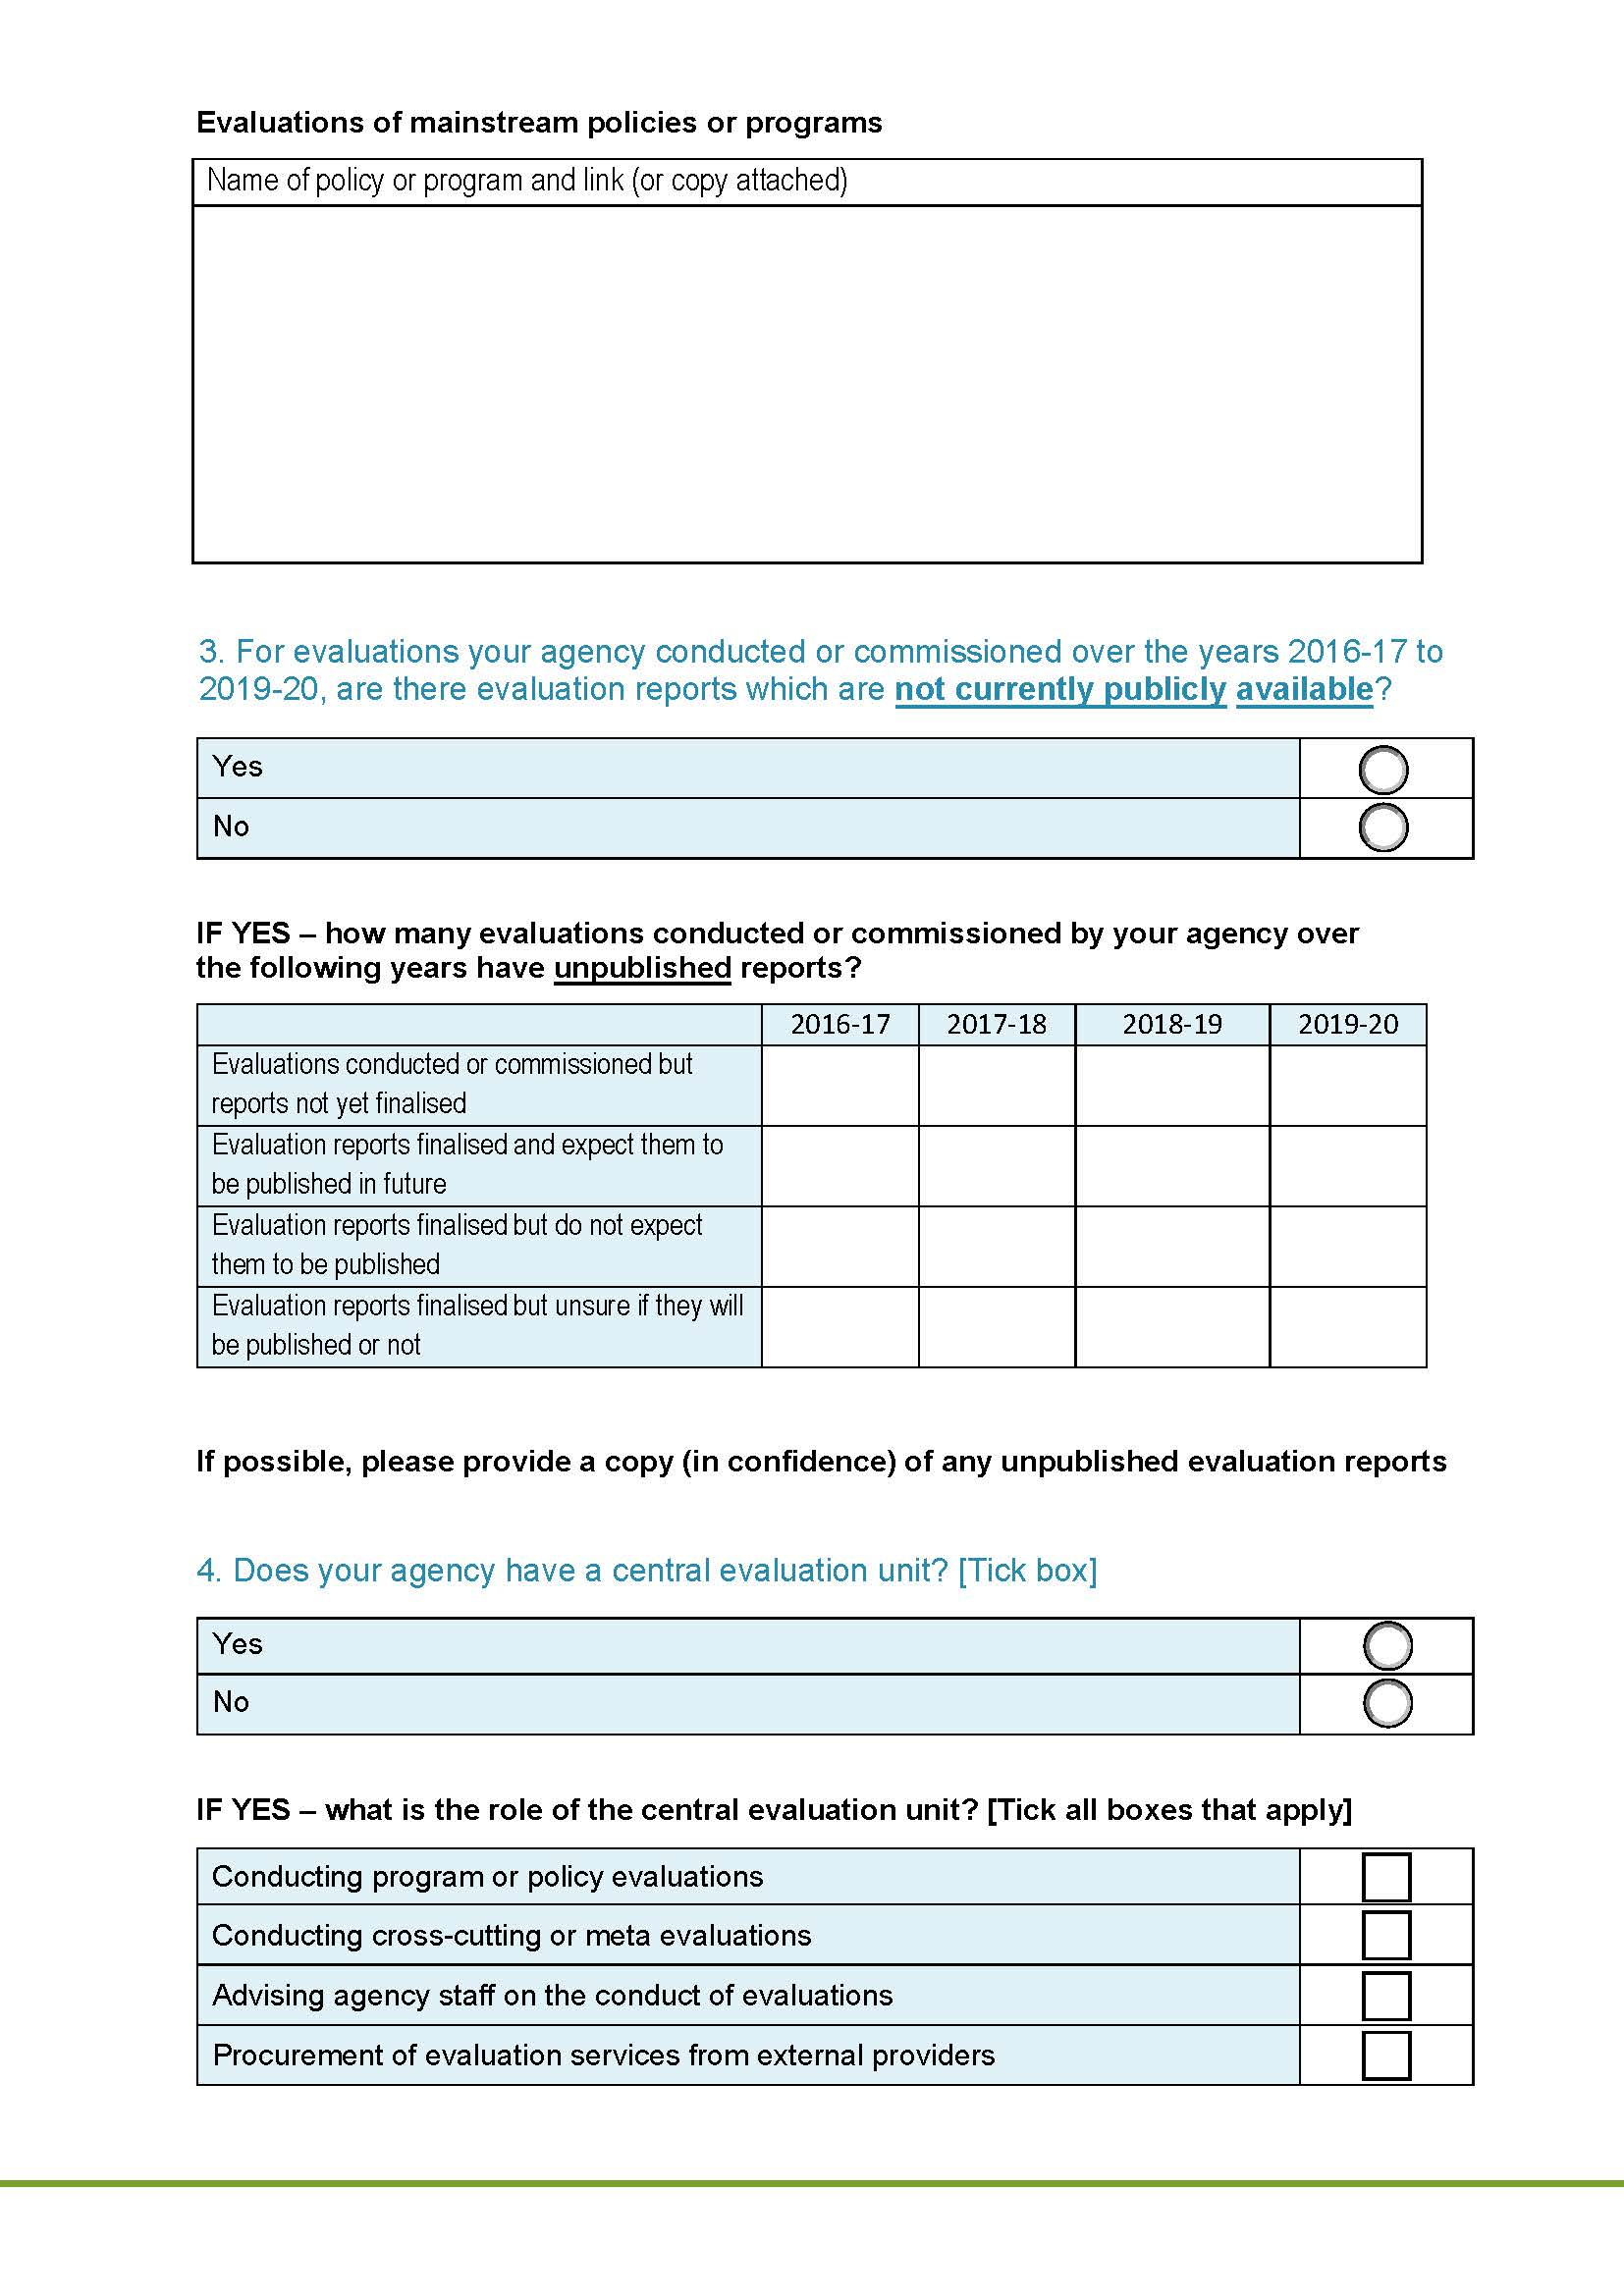 Evaluations of mainstream policies or programs
Name of policy or program and link (or copy attached)
3. For evaluations your agency conducted or commissioned over the years 2016-17 to
2019-20, are there evaluation reports which are not currently publicly available?
Yes
No
IF YES – how many evaluations conducted or commissioned by your agency over
the following years have unpublished reports?
2016-17 2017-18 2018-19 2019-20
Evaluations conducted or commissioned but
reports not yet finalised
Evaluation reports finalised and expect them to
be published in future
Evaluation reports finalised but do not expect
them to be published
Evaluation reports finalised but unsure if they will
be published or not
If possible, please provide a copy (in confidence) of any unpublished evaluation reports
4. Does your agency have a central evaluation unit? [Tick box]
Yes
No
IF YES – what is the role of the central evaluation unit? [Tick all boxes that apply]
Conducting program or policy evaluations
Conducting cross-cutting or meta evaluations
Advising agency staff on the conduct of evaluations
Procurement of evaluation services from external providers